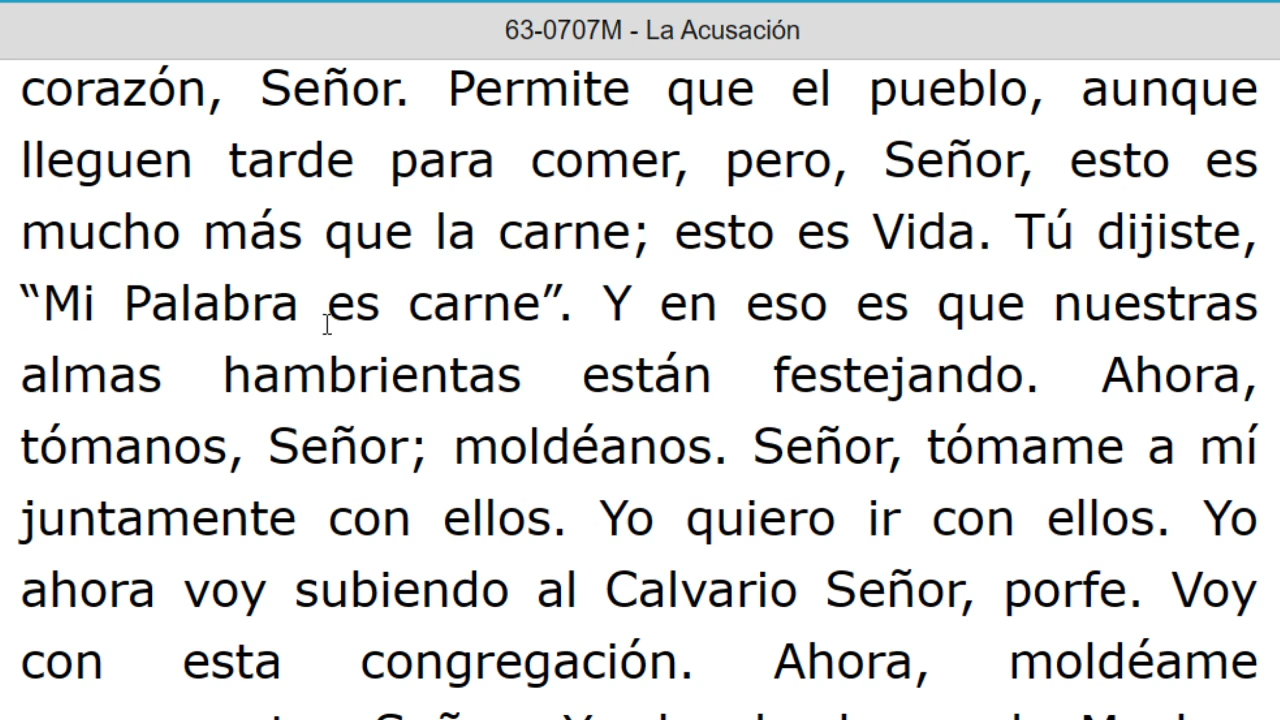 63-0707M - La Acusación
corazón, Señor. Permite que el pueblo, aunque
lleguen tarde para comer, pero, Señor, esto es
mucho más que la carne; esto es Vida. Tú dijiste,
“Mi Palabra es carne”. Y en eso es que nuestras
almas hambrientas están festejando. Ahora,
tómanos, Señor; moldéanos. Señor, tómame a mí
juntamente con ellos. Yo quiero ir con ellos. Yo
ahora voy subiendo al Calvario Señor, porfe. Voy
con esta congregación. Ahora, moldéame